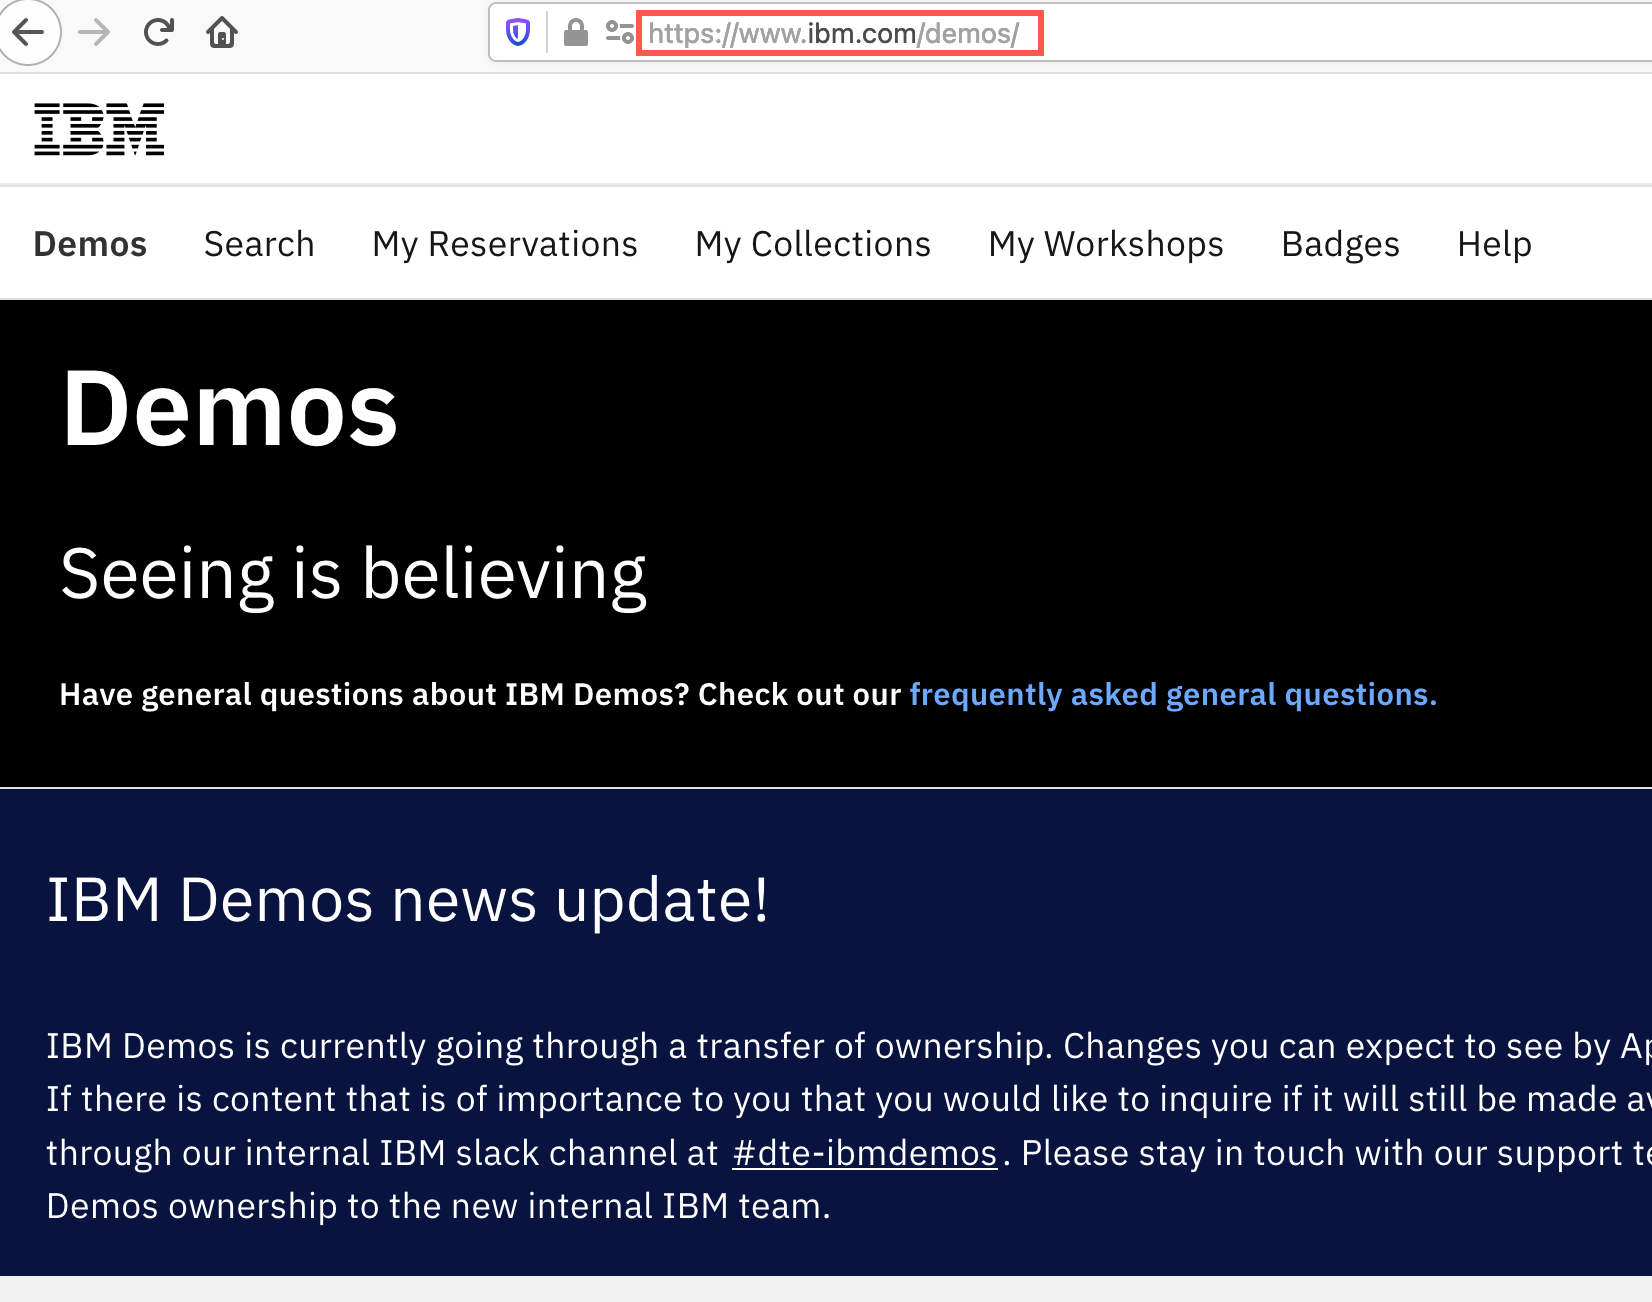 https://www.ibm.com/demos/
IBM
Demos Search My Reservations My Collections My Workshops Badges Help
Demos
Seeing is believing
Have general questions about IBM Demos? Check out our frequently asked general questions.
IBM Demos news update!
IBM Demos is currently going through a transfer of ownership. Changes you can expect to see by
If there is content that is of importance to you that you would like to inquire if it will still be made
through our internal IBM slack channel at #dte-ibmdemos. Please stay in touch with our support
Demos ownership to the new internal IBM team.